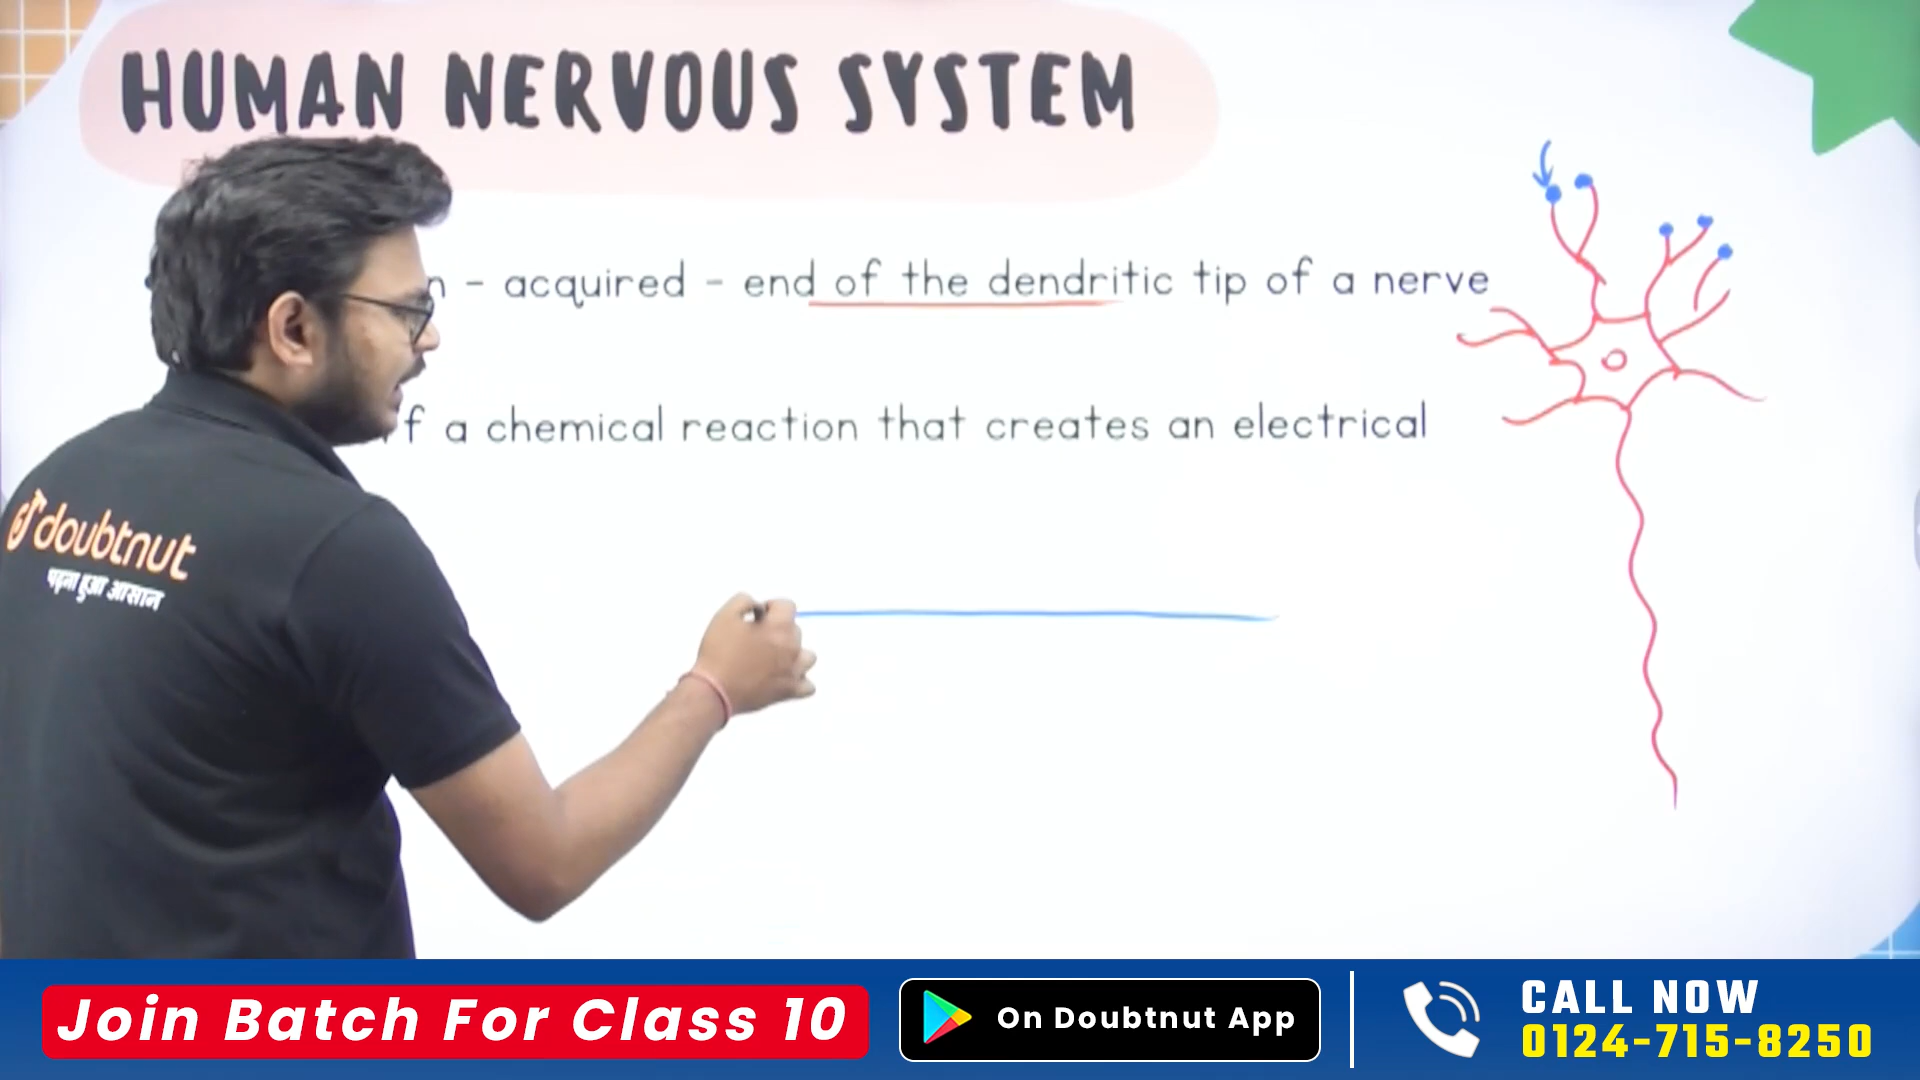 HUMAN NERVOUS SYSTEM
- acquired - end of the dendritic tip of a nerve
a chemical reaction that creates an electrical
doubtnut
पढ़ना हुआ आसान
Join Batch For Class 10
On Doubtnut App
CALL NOW
0124-715-8250